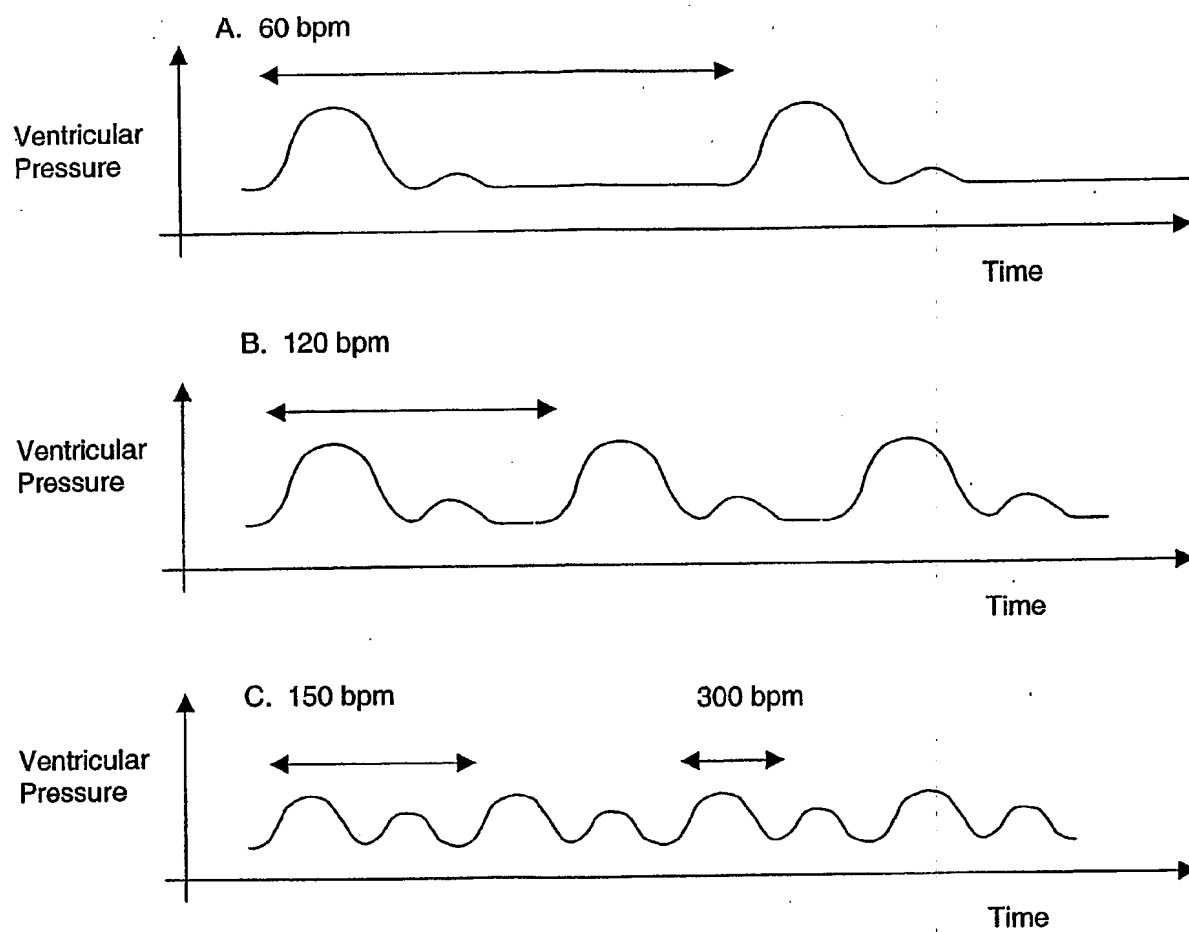 A. 60 bpm
Ventricular
Pressure
Time
B. 120 bpm
Ventricular
Pressure
Time
C. 150 bpm
300 bpm
Ventricular
Pressure
Time